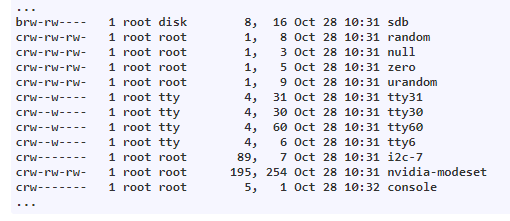 ...
brw-rw----   1 root disk        8,  16 Oct 28 10:31 sdb
crw-rw-rw-   1 root root        1,   8 Oct 28 10:31 random
crw-rw-rw-   1 root root        1,   3 Oct 28 10:31 null
crw-rw-rw-   1 root root        1,   5 Oct 28 10:31 zero
crw-rw-rw-   1 root root        1,   9 Oct 28 10:31 urandom
crw--w----   1 root tty         4,  31 Oct 28 10:31 tty31
crw--w----   1 root tty         4,  30 Oct 28 10:31 tty30
crw--w----   1 root tty         4,  60 Oct 28 10:31 tty60
crw--w----   1 root tty         4,   6 Oct 28 10:31 tty6
crw-------   1 root root       89,   7 Oct 28 10:31 i2c-7
crw-rw-rw-   1 root root      195, 254 Oct 28 10:31 nvidia-modeset
crw-------   1 root root        5,   1 Oct 28 10:32 console
...